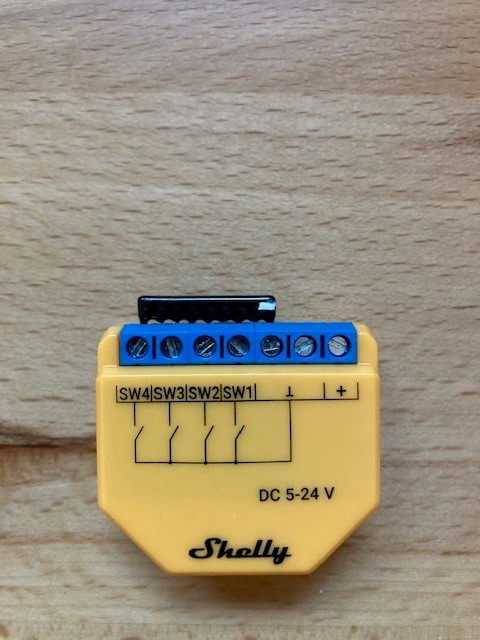 SW4 SW3 SW2 SW1 ⊥ +
DC 5-24 V
Shelly